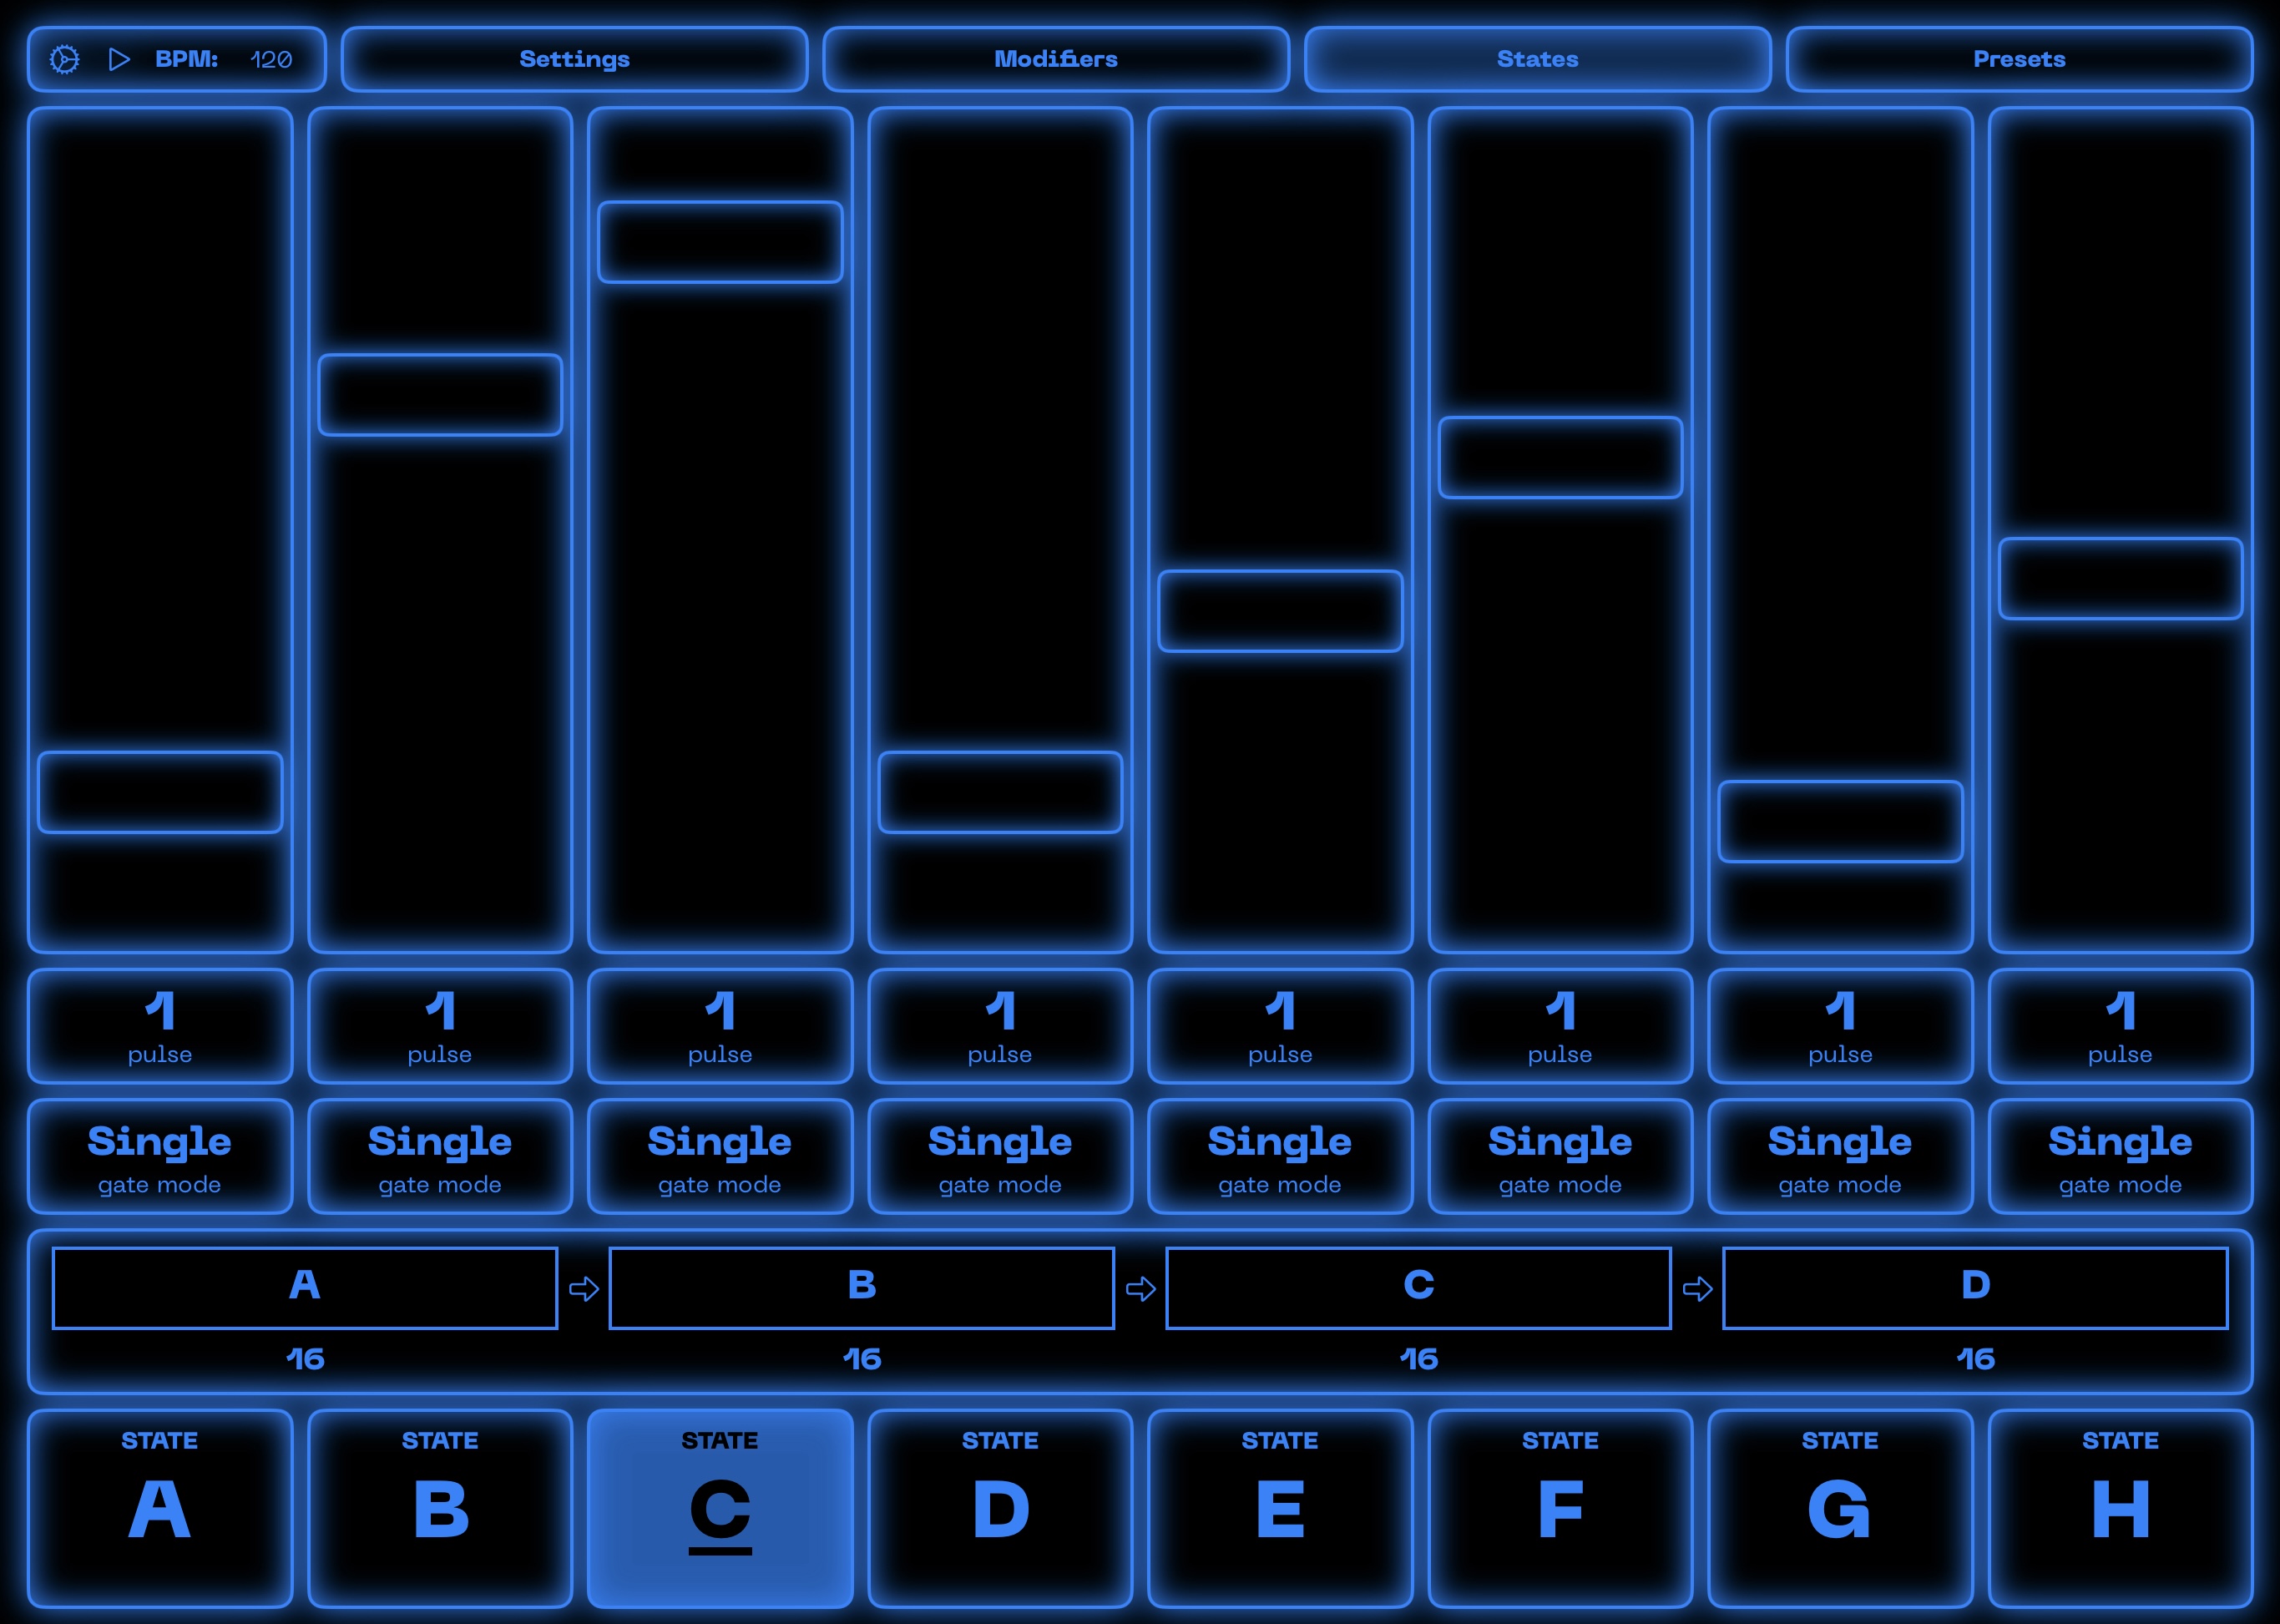 BPM: 120 Settings Modifiers States Presets
1 1 1 1 1 1 1 1
pulse pulse pulse pulse pulse pulse pulse pulse
Single Single Single Single Single Single Single Single
gate mode gate mode gate mode gate mode gate mode gate mode gate mode gate mode
A B C D
16 16 16 16
STATE STATE STATE STATE STATE STATE STATE STATE
A B C D E F G H